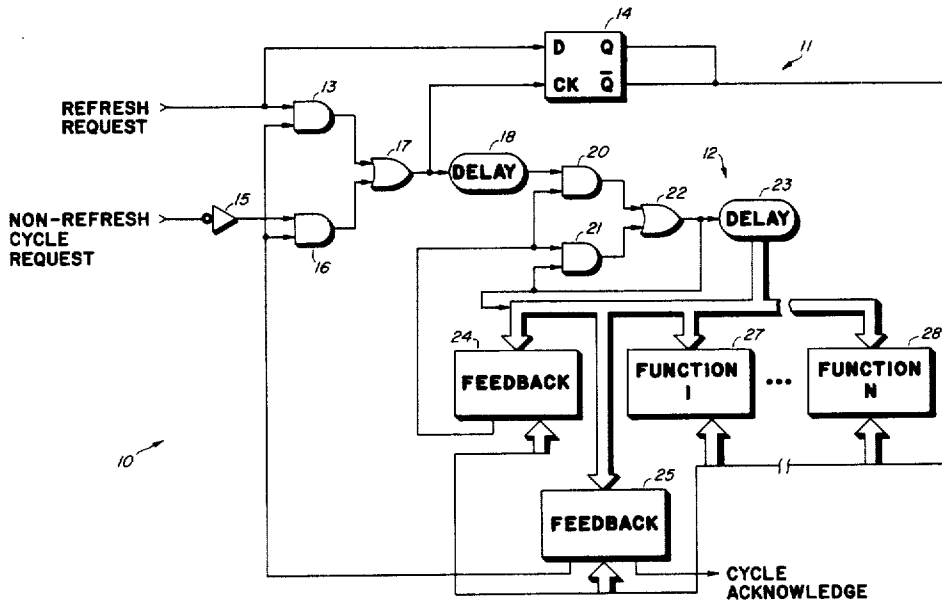 14
D Q
CK Q̅
11
REFRESH
REQUEST
13
17
18
DELAY
20
12
23
DELAY
22
15
NON-REFRESH
CYCLE
REQUEST
16
21
24
FEEDBACK
27
FUNCTION
1
...
28
FUNCTION
N
10
25
FEEDBACK
CYCLE
ACKNOWLEDGE